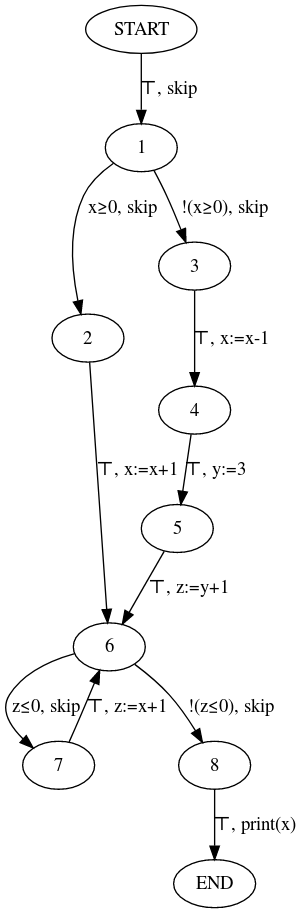 START
⊤, skip
1
x≥0, skip
!(x≥0), skip
3
2
⊤, x:=x-1
4
⊤, x:=x+1
⊤, y:=3
5
⊤, z:=y+1
6
z≤0, skip
⊤, z:=x+1
!(z≤0), skip
7
8
⊤, print(x)
END